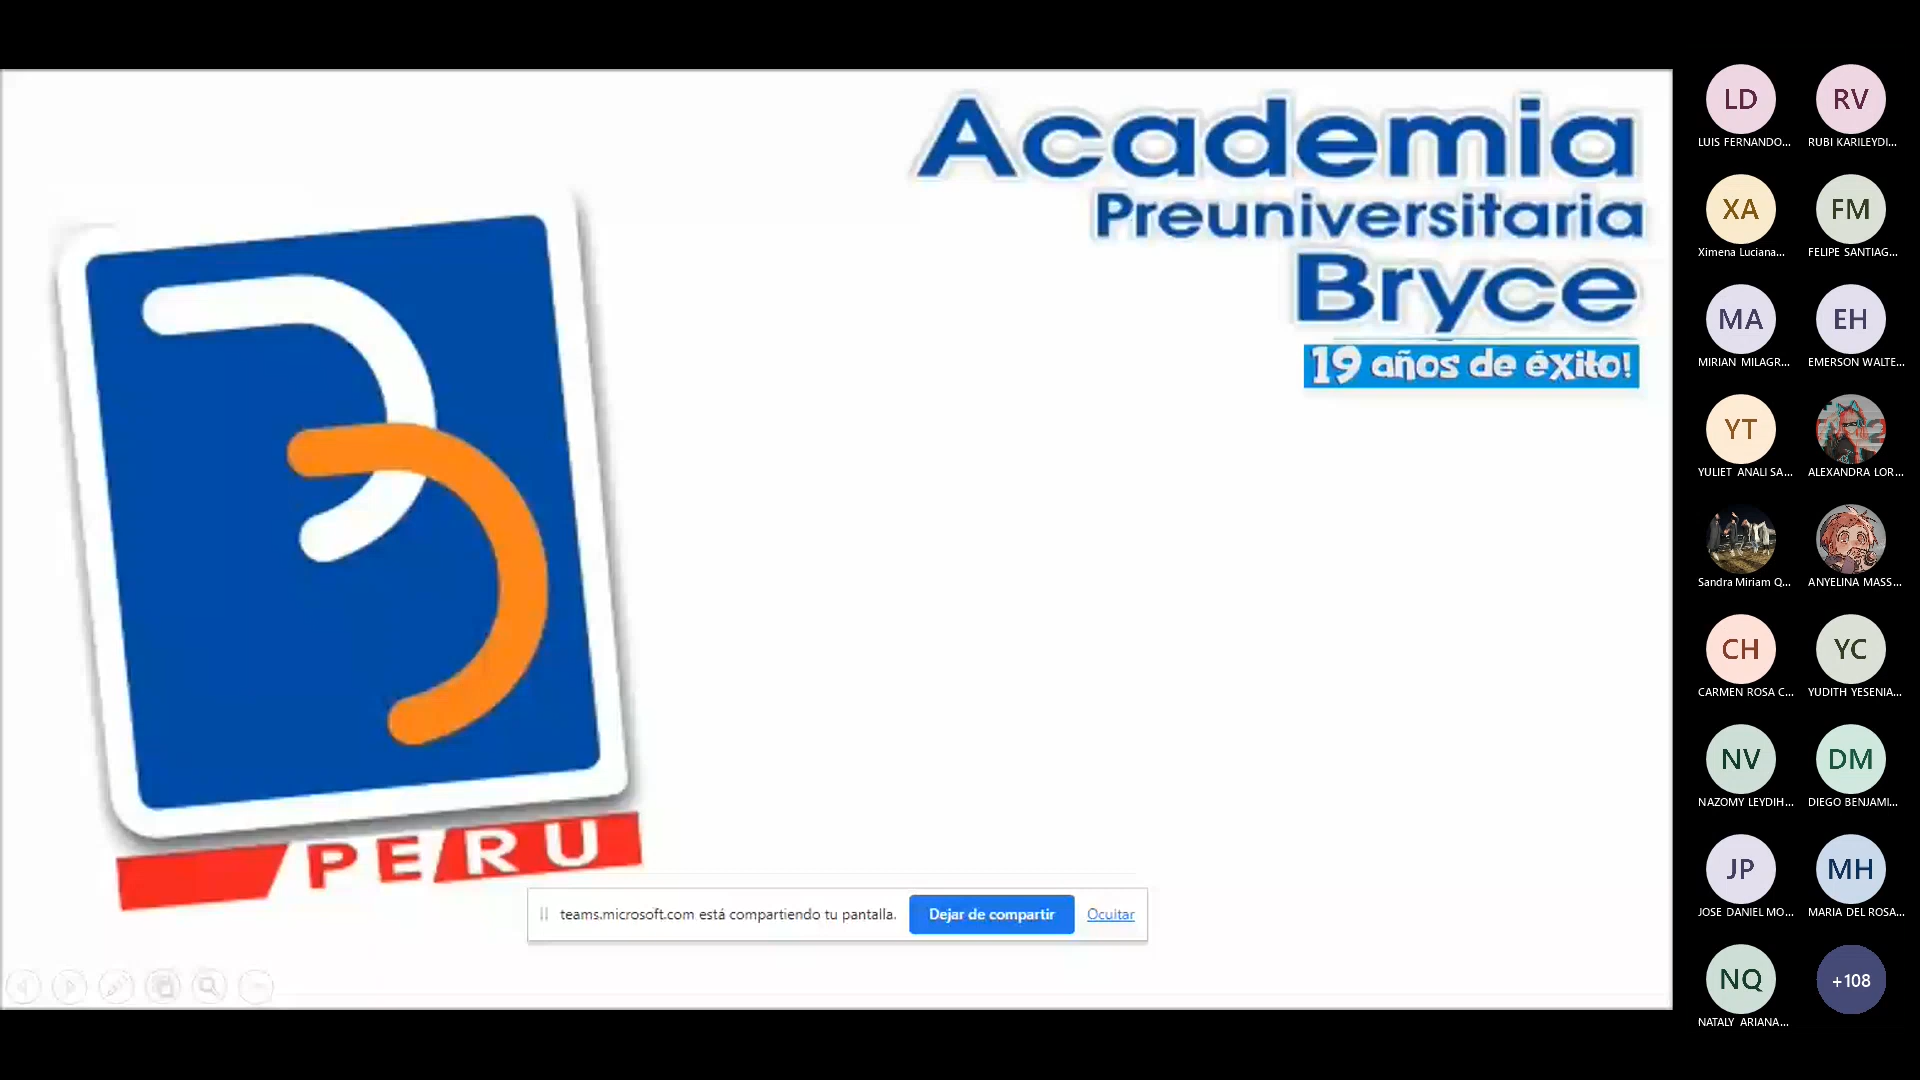 Academia
Preuniversitaria
Bryce
19 años de éxito!
PERU
teams.microsoft.com está compartiendo tu pantalla.
Dejar de compartir
Ocultar
LD
RV
LUIS FERNANDO...
RUBI KARILEYDI...
XA
FM
Ximena Luciana...
FELIPE SANTIAG...
MA
EH
MIRIAN MILAGR...
EMERSON WALTE...
YT
YULIET ANALI SA...
ALEXANDRA LOR...
Sandra Miriam Q...
ANYELINA MASS...
CH
YC
CARMEN ROSA C...
YUDITH YESENIA...
NV
DM
NAZOMY LEYDIH...
DIEGO BENJAMI...
JP
MH
JOSE DANIEL MO...
MARIA DEL ROSA...
NQ
+108
NATALY ARIANA...